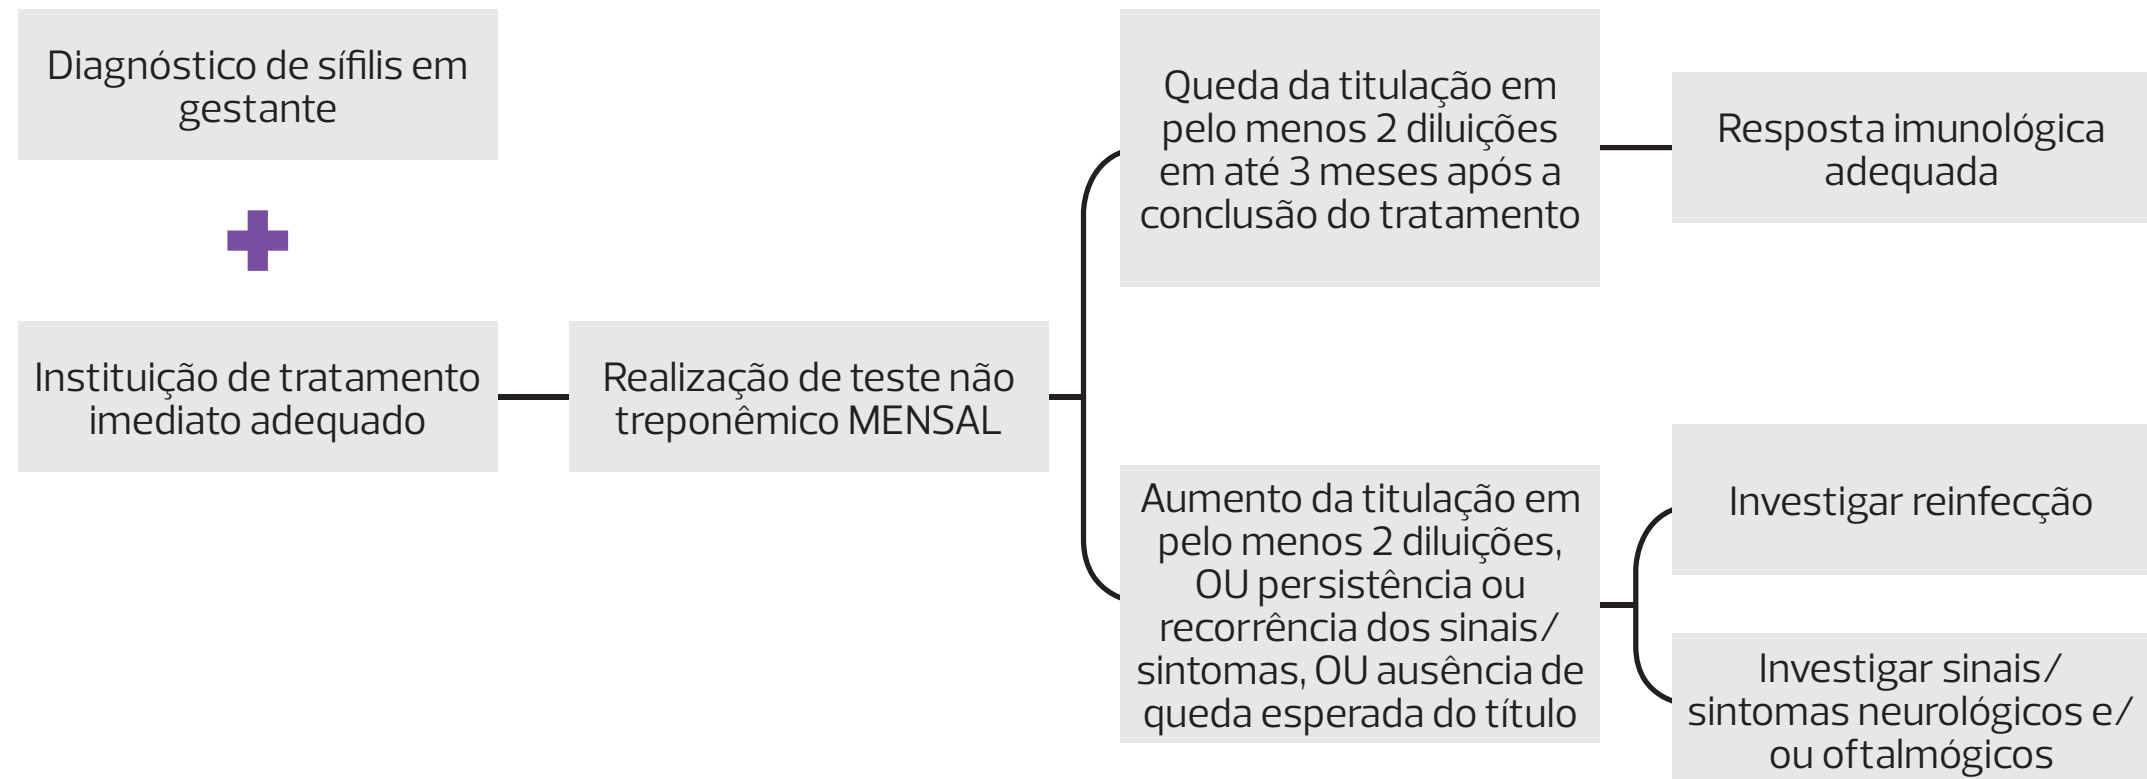 Diagnóstico de sífilis em
gestante
Instituição de tratamento
imediato adequado
Realização de teste não
treponêmico MENSAL
Queda da titulação em
pelo menos 2 diluições
em até 3 meses após a
conclusão do tratamento
Resposta imunológica
adequada
Aumento da titulação em
pelo menos 2 diluições,
OU persistência ou
recorrência dos sinais/
sintomas, OU ausência de
queda esperada do título
Investigar reinfecção
Investigar sinais/
sintomas neurológicos e/
ou oftalmógicos